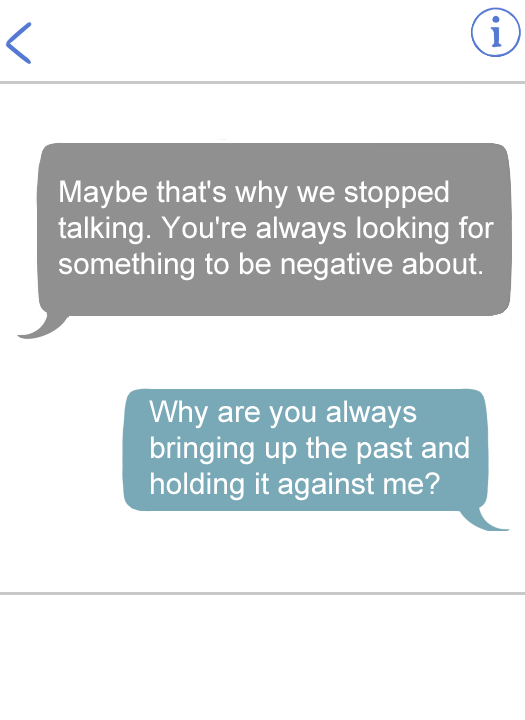 i
Maybe that's why we stopped
talking. You're always looking for
something to be negative about.
Why are you always
bringing up the past and
holding it against me?